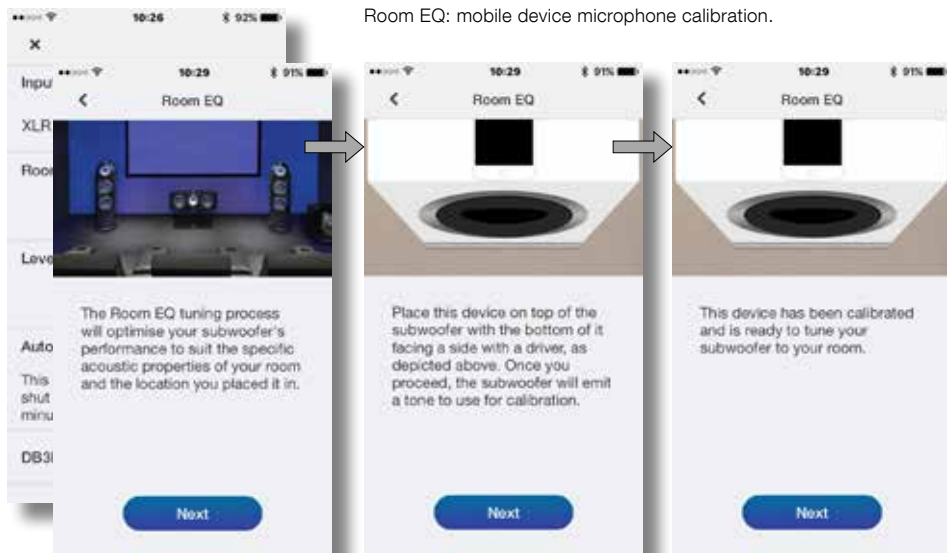 Room EQ: mobile device microphone calibration.
10:26
92%
×
Inpu
XLR
Roor
Leve
Auto
This
shut
minu
10:29
91%
Room EQ
The Room EQ tuning process
will optimise your subwoofer's
performance to suit the specific
acoustic properties of your room
and the location you placed it in.
Next
10:29
91%
Room EQ
Place this device on top of the
subwoofer with the bottom of it
facing a side with a driver, as
depicted above. Once you
proceed, the subwoofer will emit
a tone to use for calibration.
Next
10:29
91%
Room EQ
This device has been calibrated
and is ready to tune your
subwoofer to your room.
Next